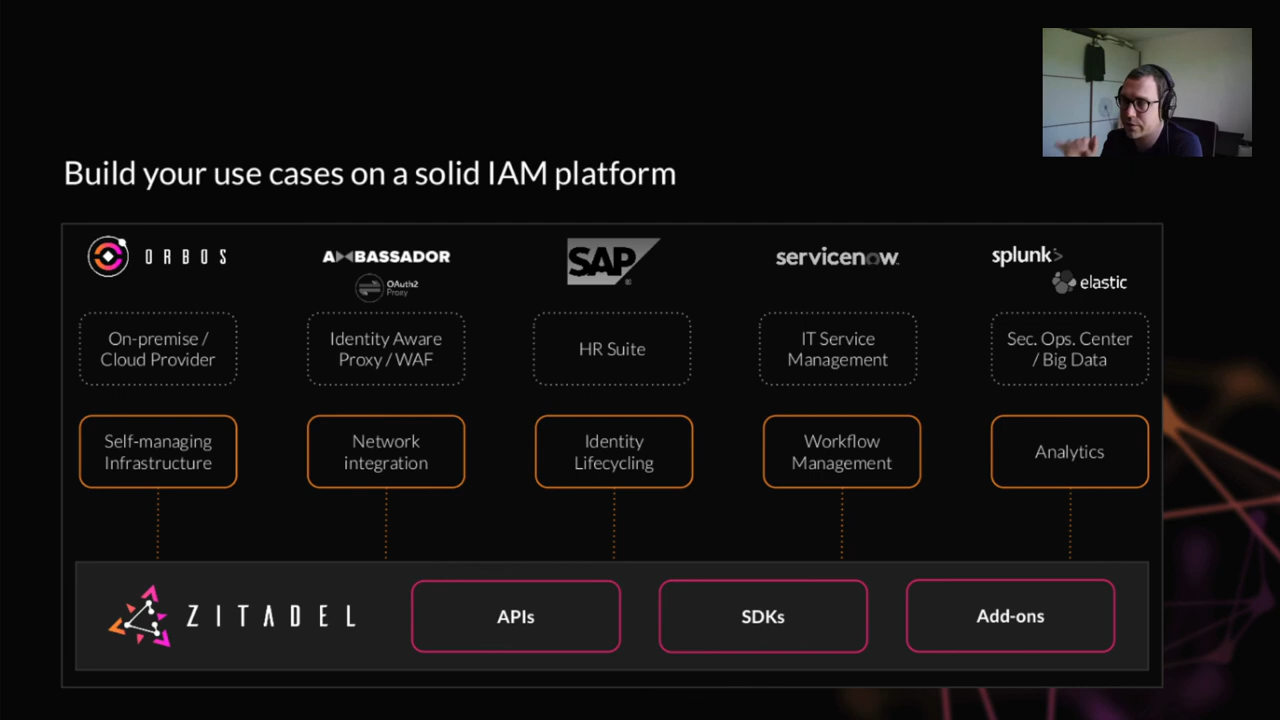 Build your use cases on a solid IAM platform
ORBOS
AMBASSADOR
OAuth2
Proxy
SAP
servicenow
splunk>
elastic
On-premise /
Cloud Provider
Identity Aware
Proxy / WAF
HR Suite
IT Service
Management
Sec. Ops. Center
/ Big Data
Self-managing
Infrastructure
Network
integration
Identity
Lifecycling
Workflow
Management
Analytics
ZITADEL
APIs
SDKs
Add-ons